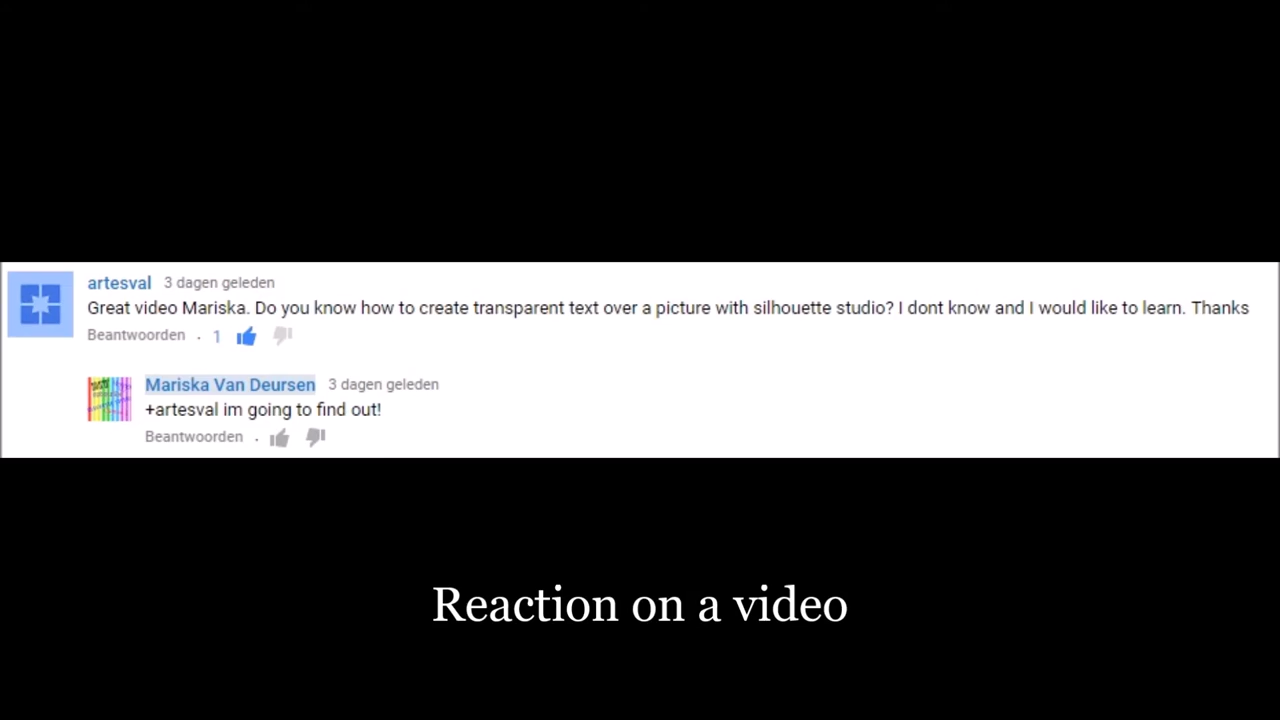 artesval 3 dagen geleden
Great video Mariska. Do you know how to create transparent text over a picture with silhouette studio? I dont know and I would like to learn. Thanks
Beantwoorden . 1
Mariska Van Deursen 3 dagen geleden
+artesval im going to find out!
Beantwoorden .
Reaction on a video